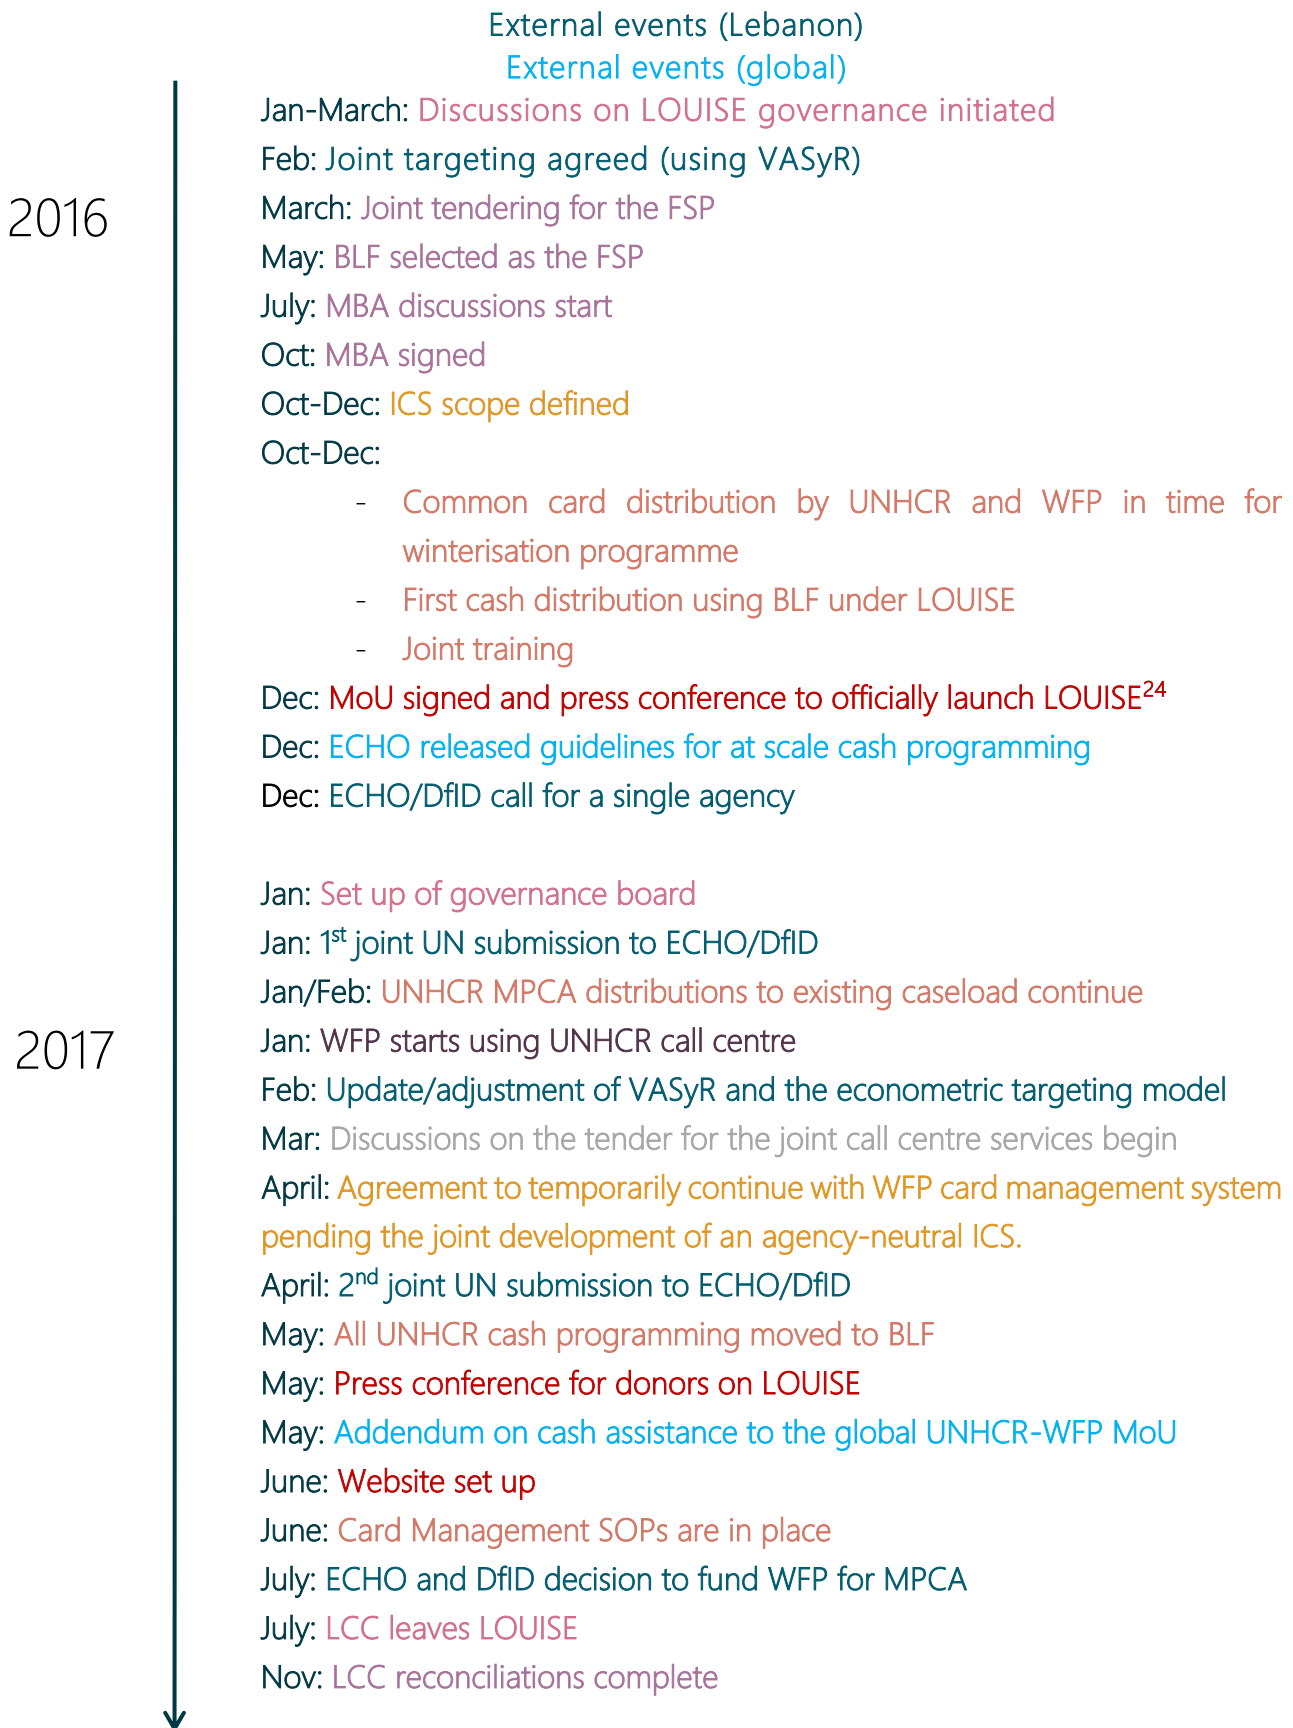 External events (Lebanon)
External events (global)
Jan-March: Discussions on LOUISE governance initiated
Feb: Joint targeting agreed (using VASyR)
2016
March: Joint tendering for the FSP
May: BLF selected as the FSP
July: MBA discussions start
Oct: MBA signed
Oct-Dec: ICS scope defined
Oct-Dec:
- Common card distribution by UNHCR and WFP in time for
winterisation programme
- First cash distribution using BLF under LOUISE
- Joint training
Dec: MoU signed and press conference to officially launch LOUISE24
Dec: ECHO released guidelines for at scale cash programming
Dec: ECHO/DfID call for a single agency
Jan: Set up of governance board
Jan: 1st joint UN submission to ECHO/DfID
Jan/Feb: UNHCR MPCA distributions to existing caseload continue
2017
Jan: WFP starts using UNHCR call centre
Feb: Update/adjustment of VASyR and the econometric targeting model
Mar: Discussions on the tender for the joint call centre services begin
April: Agreement to temporarily continue with WFP card management system
pending the joint development of an agency-neutral ICS.
April: 2nd joint UN submission to ECHO/DfID
May: All UNHCR cash programming moved to BLF
May: Press conference for donors on LOUISE
May: Addendum on cash assistance to the global UNHCR-WFP MoU
June: Website set up
June: Card Management SOPs are in place
July: ECHO and DfID decision to fund WFP for MPCA
July: LCC leaves LOUISE
Nov: LCC reconciliations complete